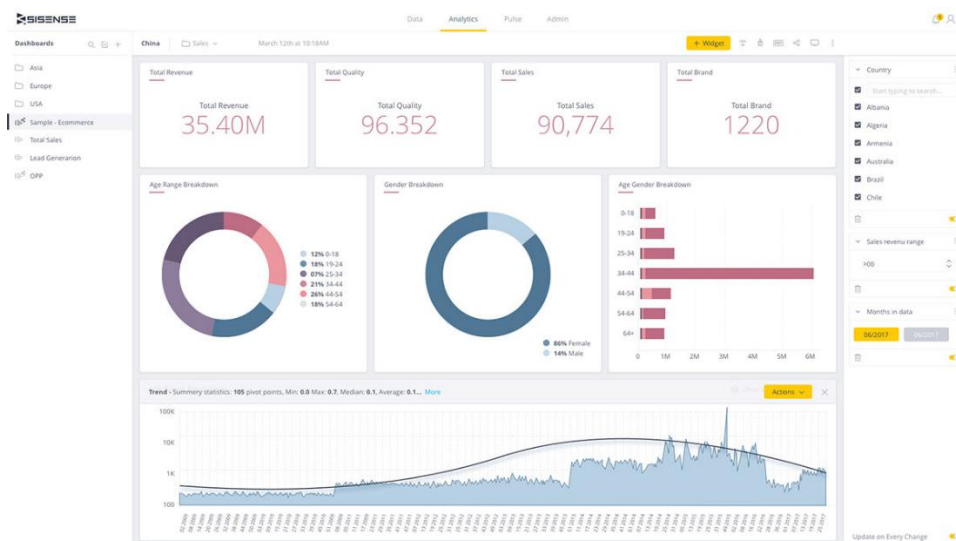 SISENSE
Data Analytics Pulse Admin
Dashboards
Asia
Europe
USA
Sample - Ecommerce
Total Sales
Lead Generarion
OPP
China Sales March 12th at 10:18AM
+ Widget
Total Revenue
Total Revenue
35.40M
Total Quality
Total Quality
96.352
Total Sales
Total Sales
90,774
Total Brand
Total Brand
1220
Age Range Breakdown
12% 0-18
18% 19-24
07% 25-34
21% 34-44
26% 44-54
18% 54-64
Gender Breakdown
86% Female
14% Male
Age Gender Breakdown
0-18
19-24
25-34
34-44
44-54
54-64
64+
0 1M 2M 3M 4M 5M 6M
Trend - Summery statistics: 105 pivot points, Min: 0.0 Max: 0.7, Median: 0.1, Average: 0.1... More
Actions
100K
10K
1K
100
Country
Start typing to search...
Albania
Algeria
Armenia
Australia
Brazil
Chile
Sales revenu range
Months in data
06/2017 06/2017
Update on Every Change